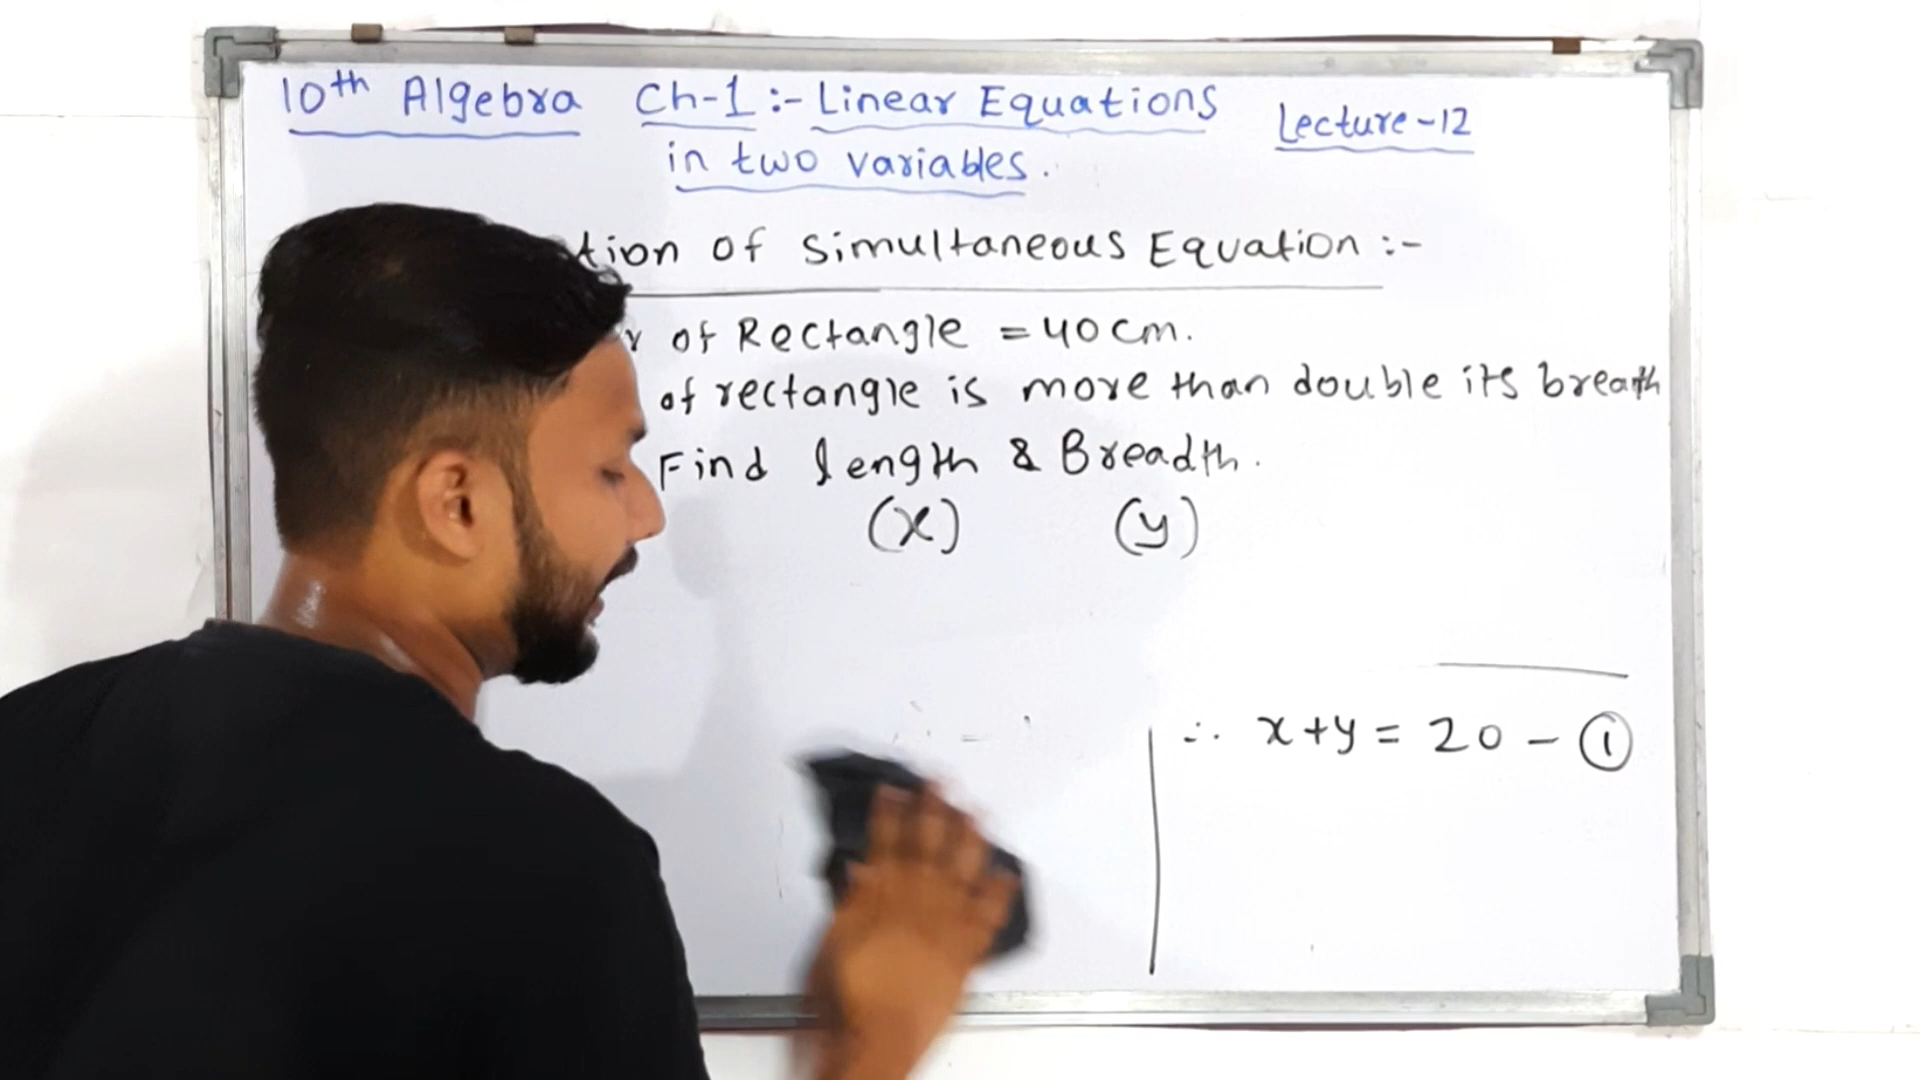 10th Algebra Ch-1:- Linear Equations Lecture-12
in two variables.
tion of Simultaneous Equation :-
r of Rectangle = 40cm.
of rectangle is more than double its breath
Find length & Breadth.
(x) (y)
∴ x+y = 20 - ①